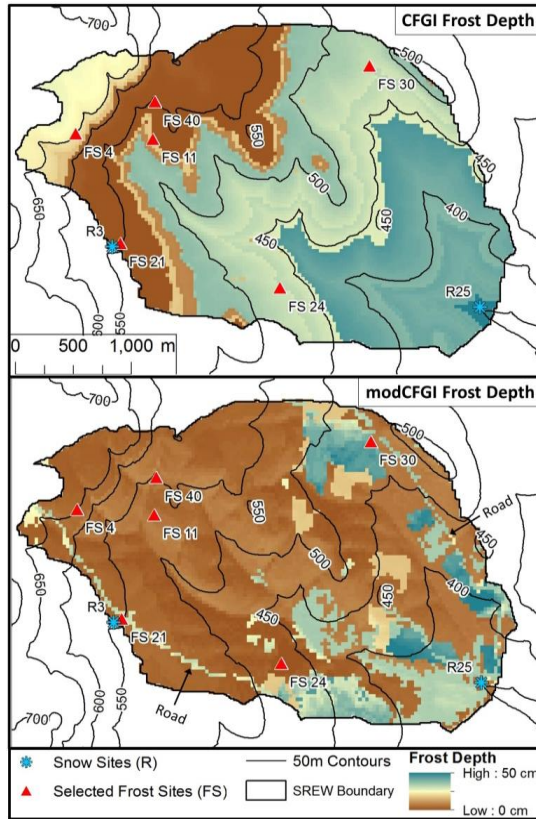 CFGI Frost Depth
700
500
FS 30
FS 40
FS 4
FS 11
550
450
500
400
650
R3
FS 21
450
FS 24
R25
600
550
0 500 1,000 m
modCFGI Frost Depth
700
500
FS 30
Road
FS 40
FS 4
FS 11
550
450
500
400
650
R3
FS 21
450
450
FS 24
R25
600
550
Road
700
Snow Sites (R)
50m Contours
Frost Depth
High : 50 cm
Selected Frost Sites (FS)
SREW Boundary
Low : 0 cm